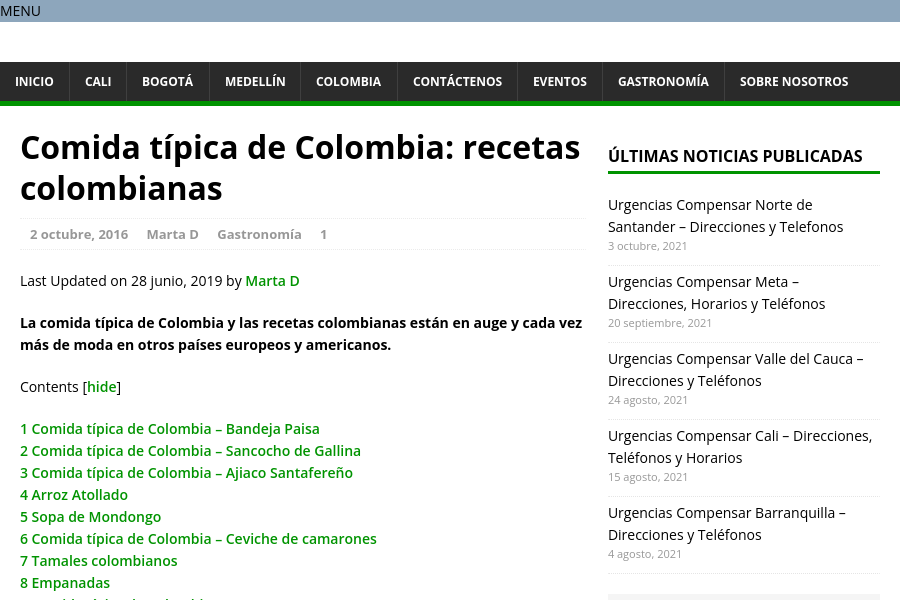 MENU
INICIO CALI BOGOTÁ MEDELLÍN COLOMBIA CONTÁCTENOS EVENTOS GASTRONOMÍA SOBRE NOSOTROS
Comida típica de Colombia: recetas
colombianas
2 octubre, 2016 Marta D Gastronomía 1
Last Updated on 28 junio, 2019 by Marta D
La comida típica de Colombia y las recetas colombianas están en auge y cada vez
más de moda en otros países europeos y americanos.
Contents [hide]
1 Comida típica de Colombia – Bandeja Paisa
2 Comida típica de Colombia – Sancocho de Gallina
3 Comida típica de Colombia – Ajiaco Santafereño
4 Arroz Atollado
5 Sopa de Mondongo
6 Comida típica de Colombia – Ceviche de camarones
7 Tamales colombianos
8 Empanadas
ÚLTIMAS NOTICIAS PUBLICADAS
Urgencias Compensar Norte de
Santander – Direcciones y Telefonos
3 octubre, 2021
Urgencias Compensar Meta –
Direcciones, Horarios y Teléfonos
20 septiembre, 2021
Urgencias Compensar Valle del Cauca –
Direcciones y Teléfonos
24 agosto, 2021
Urgencias Compensar Cali – Direcciones,
Teléfonos y Horarios
15 agosto, 2021
Urgencias Compensar Barranquilla –
Direcciones y Teléfonos
4 agosto, 2021